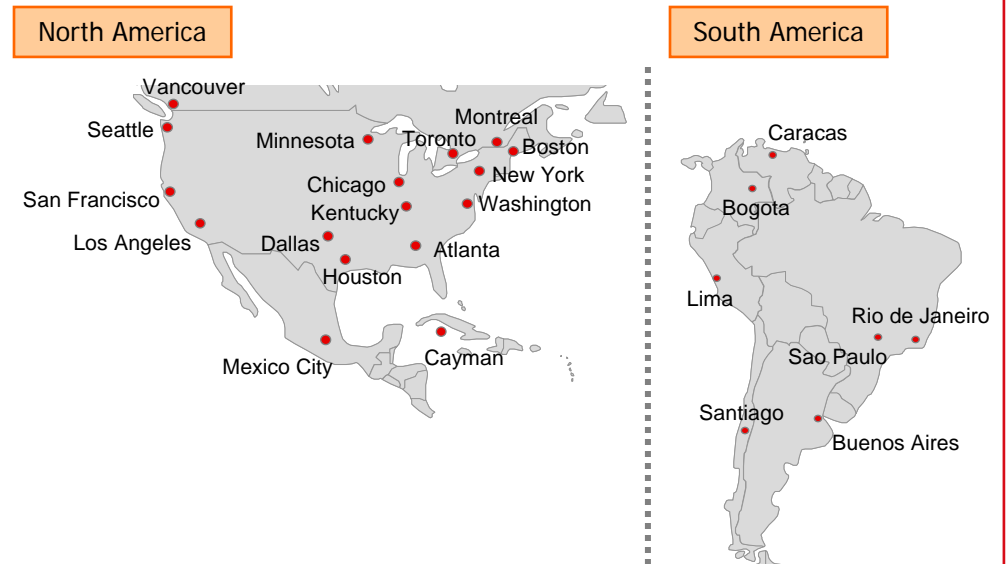 North America
South America
Vancouver
Seattle
Minnesota
Toronto
Montreal
Boston
New York
Chicago
San Francisco
Kentucky
Washington
Los Angeles
Dallas
Atlanta
Houston
Mexico City
Cayman
Caracas
Bogota
Lima
Rio de Janeiro
Sao Paulo
Santiago
Buenos Aires